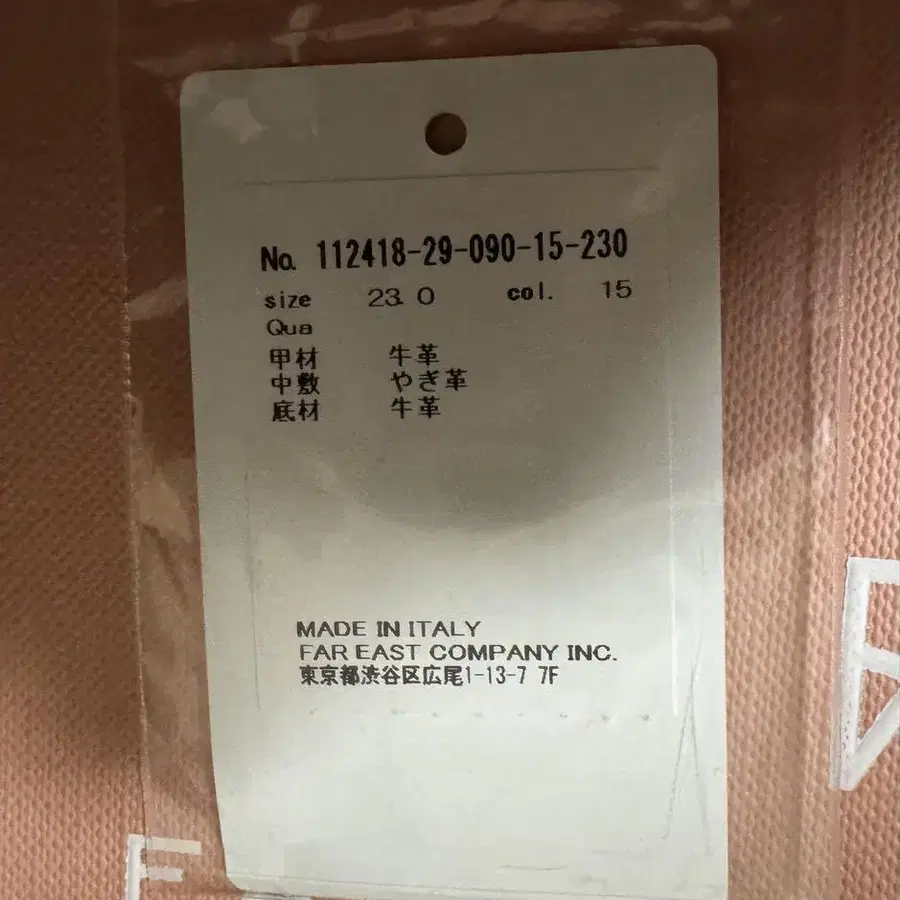 No. 112418-29-090-15-230
size 23.0 col. 15
Qua
甲材 牛革
中敷 やぎ革
底材 牛革
MADE IN ITALY
FAR EAST COMPANY INC.
東京都渋谷区広尾1-13-7 7F